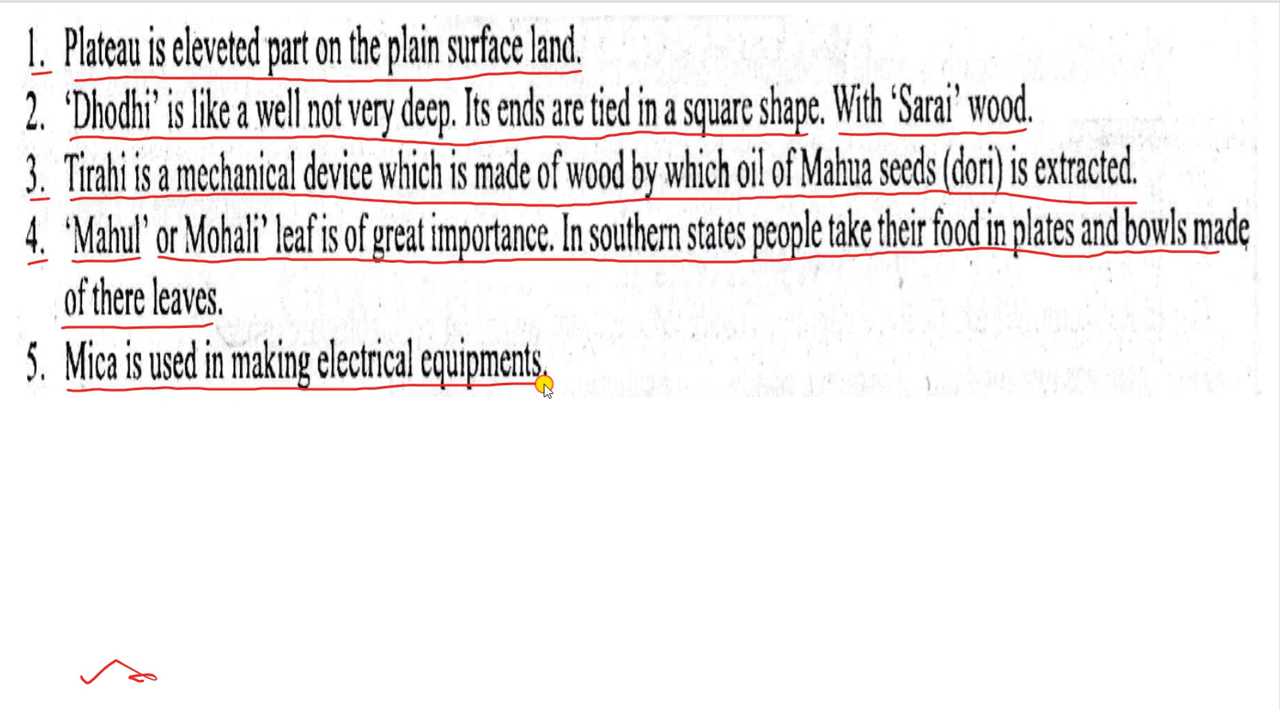 1. Plateau is eleveted part on the plain surface land.
2. ‘Dhodhi’ is like a well not very deep. Its ends are tied in a square shape. With ‘Sarai’ wood.
3. Tirahi is a mechanical device which is made of wood by which oil of Mahua seeds (dori) is extracted.
4. ‘Mahul’ or Mohali’ leaf is of great importance. In southern states people take their food in plates and bowls made
of there leaves.
5. Mica is used in making electrical equipments.